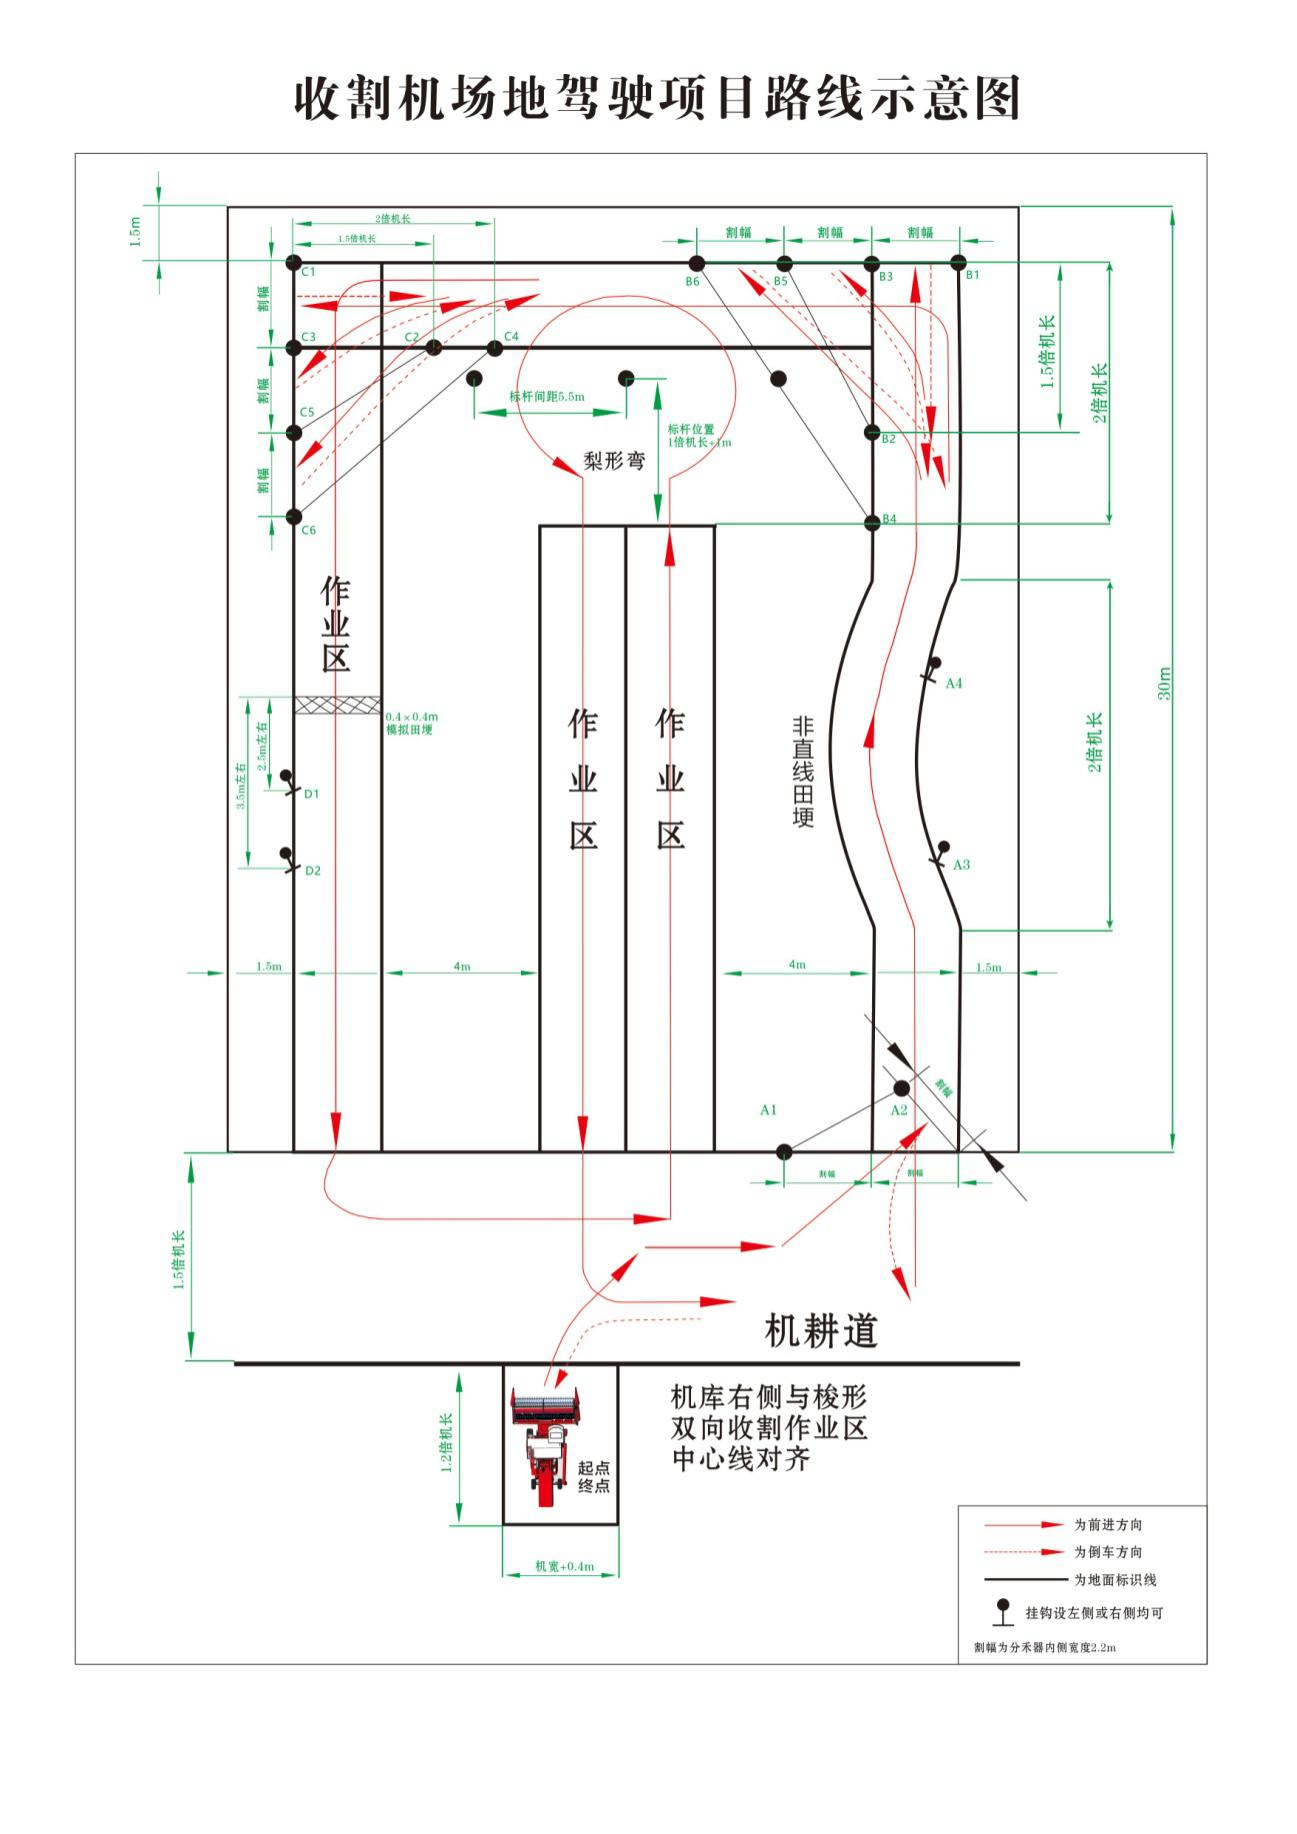 收割机场地驾驶项目路线示意图
1.5m
2倍机长
1.5倍机长
割幅
割幅
割幅
C1
B6
B5
B3
B1
割幅
C3
C2
C4
1.5倍机长
2倍机长
割幅
标杆间距5.5m
C5
标杆位置
1倍机长+1m
B2
梨形弯
割幅
C6
B4
作业区
30m
A4
0.4×0.4m
模拟田埂
作业区
作业区
非直线田埂
2倍机长
2.5m左右
3.5m左右
D1
D2
A3
1.5m
4m
4m
1.5m
割幅
A1
A2
割幅
割幅
1.5倍机长
机耕道
机库右侧与梭形
双向收割作业区
中心线对齐
1.2倍机长
起点
终点
机宽+0.4m
为前进方向
为倒车方向
为地面标识线
挂钩设左侧或右侧均可
割幅为分禾器内侧宽度2.2m